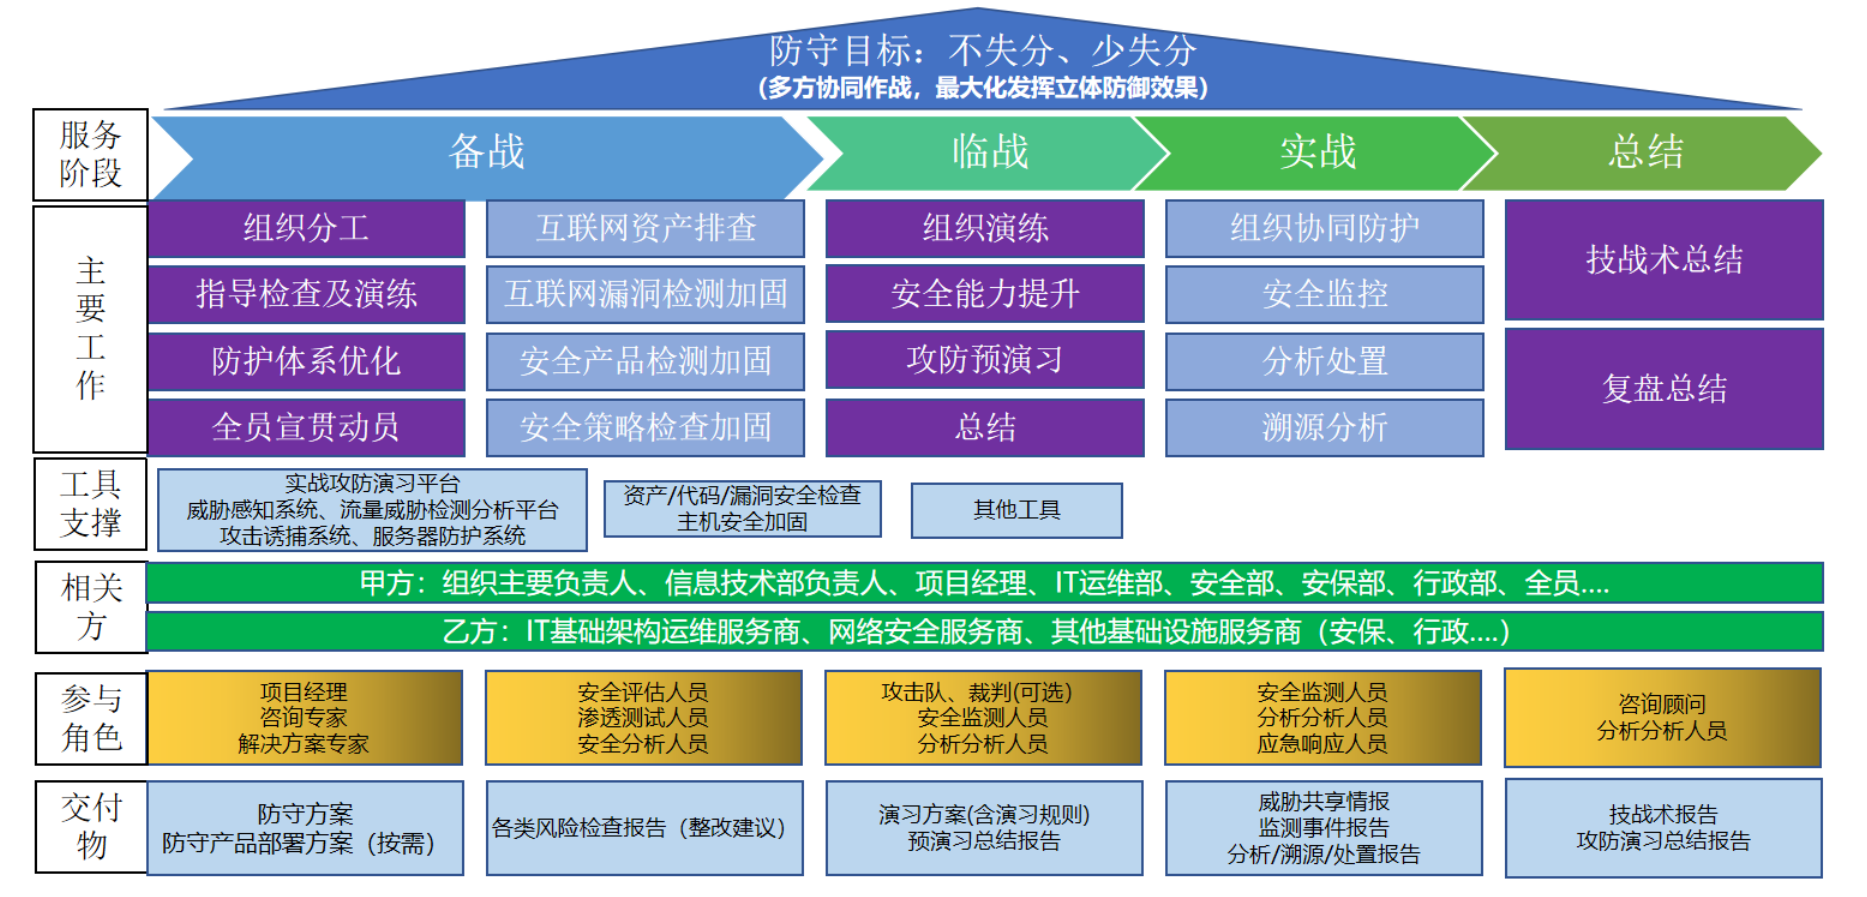 防守目标：不失分、少失分
(多方协同作战，最大化发挥立体防御效果)
服务
阶段
备战
临战
实战
总结
主
要
工
作
组织分工
互联网资产排查
组织演练
组织协同防护
技战术总结
指导检查及演练
互联网漏洞检测加固
安全能力提升
安全监控
防护体系优化
安全产品检测加固
攻防预演习
分析处置
复盘总结
全员宣贯动员
安全策略检查加固
总结
溯源分析
工具
支撑
实战攻防演习平台
威胁感知系统、流量威胁检测分析平台
攻击诱捕系统、服务器防护系统
资产/代码/漏洞安全检查
主机安全加固
其他工具
相关
方
甲方：组织主要负责人、信息技术部负责人、项目经理、IT运维部、安全部、安保部、行政部、全员....
乙方：IT基础架构运维服务商、网络安全服务商、其他基础设施服务商（安保、行政....）
参与
角色
项目经理
咨询专家
解决方案专家
安全评估人员
渗透测试人员
安全分析人员
攻击队、裁判(可选)
安全监测人员
分析分析人员
安全监测人员
分析分析人员
应急响应人员
咨询顾问
分析分析人员
交付
物
防守方案
防守产品部署方案（按需）
各类风险检查报告（整改建议）
演习方案(含演习规则)
预演习总结报告
威胁共享情报
监测事件报告
分析/溯源/处置报告
技战术报告
攻防演习总结报告